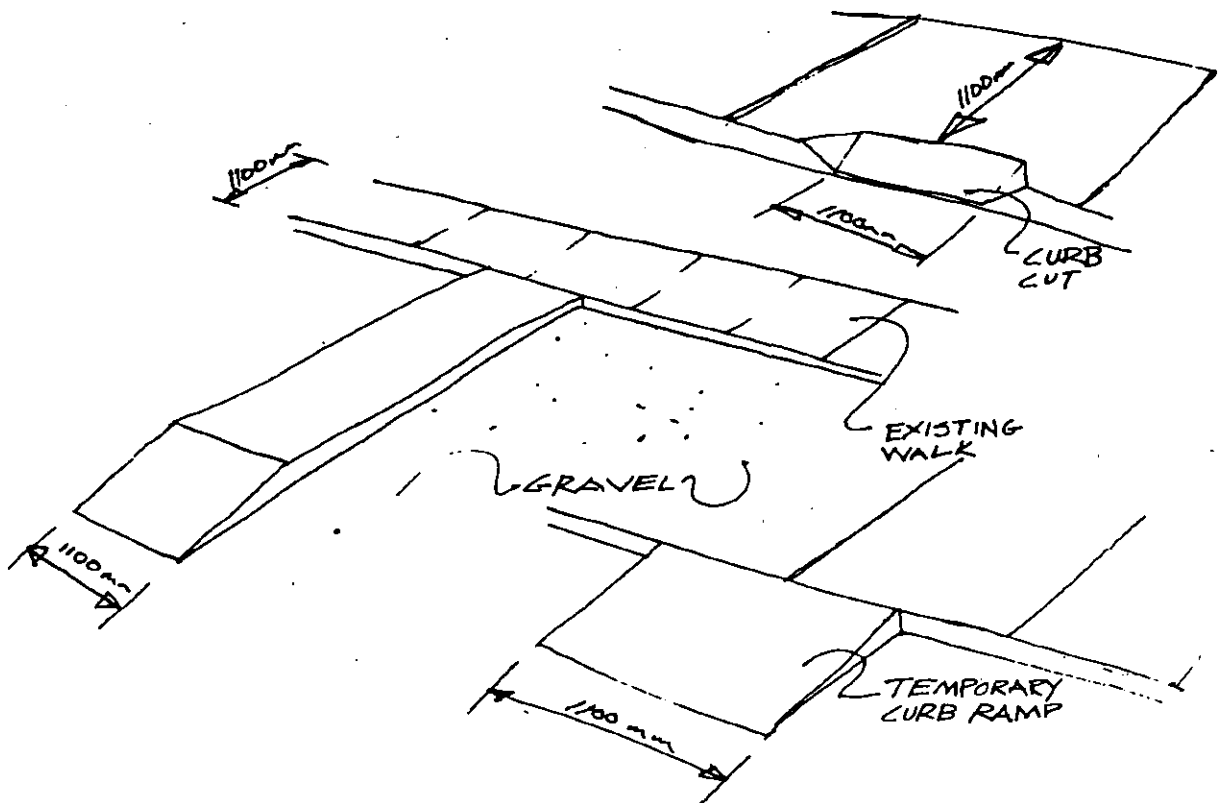 1100mm
1100mm
1100mm
CURB
CUT
EXISTING
WALK
GRAVEL
1100mm
TEMPORARY
CURB RAMP
1100 mm